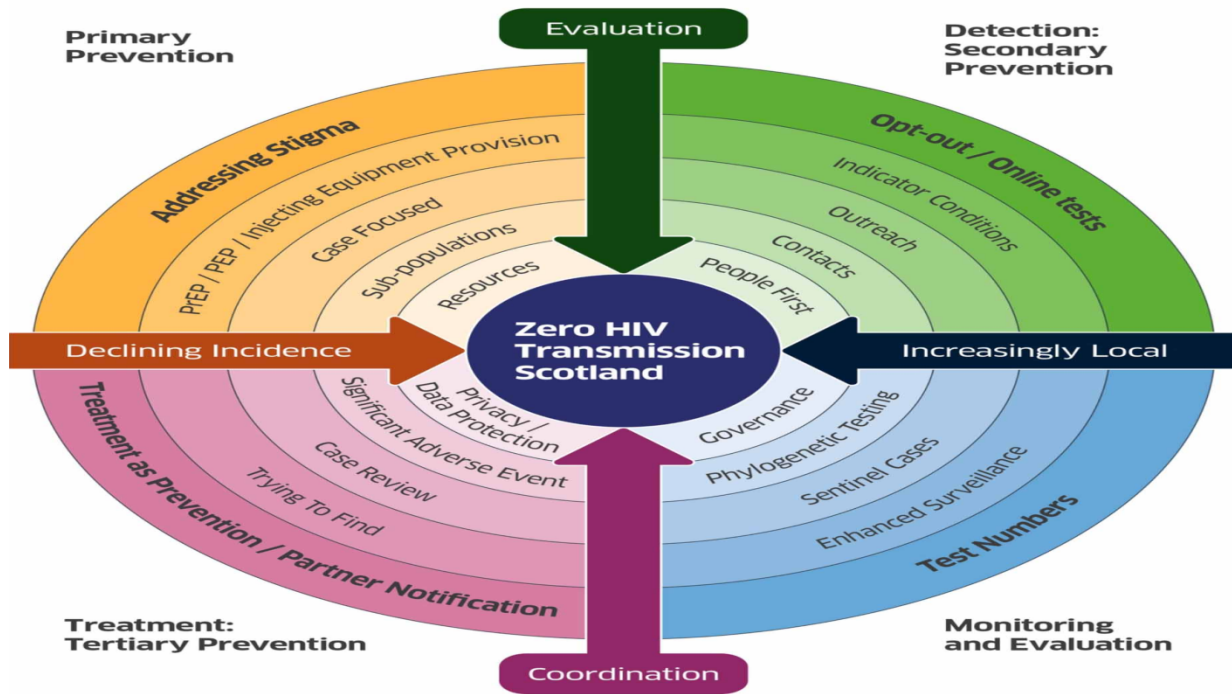 Primary
Prevention
Evaluation
Detection:
Secondary
Prevention
Addressing Stigma
PrEP / PEP / Injecting Equipment Provision
Case Focused
Sub-populations
Resources
Opt-out / Online tests
Indicator Conditions
Outreach
Contacts
People First
Declining Incidence
Zero HIV
Transmission
Scotland
Increasingly Local
Privacy /
Data Protection
Significant Adverse Event
Case Review
Trying To Find
Treatment as Prevention / Partner Notification
Governance
Phylogenetic Testing
Sentinel Cases
Enhanced Surveillance
Test Numbers
Treatment:
Tertiary Prevention
Coordination
Monitoring
and Evaluation